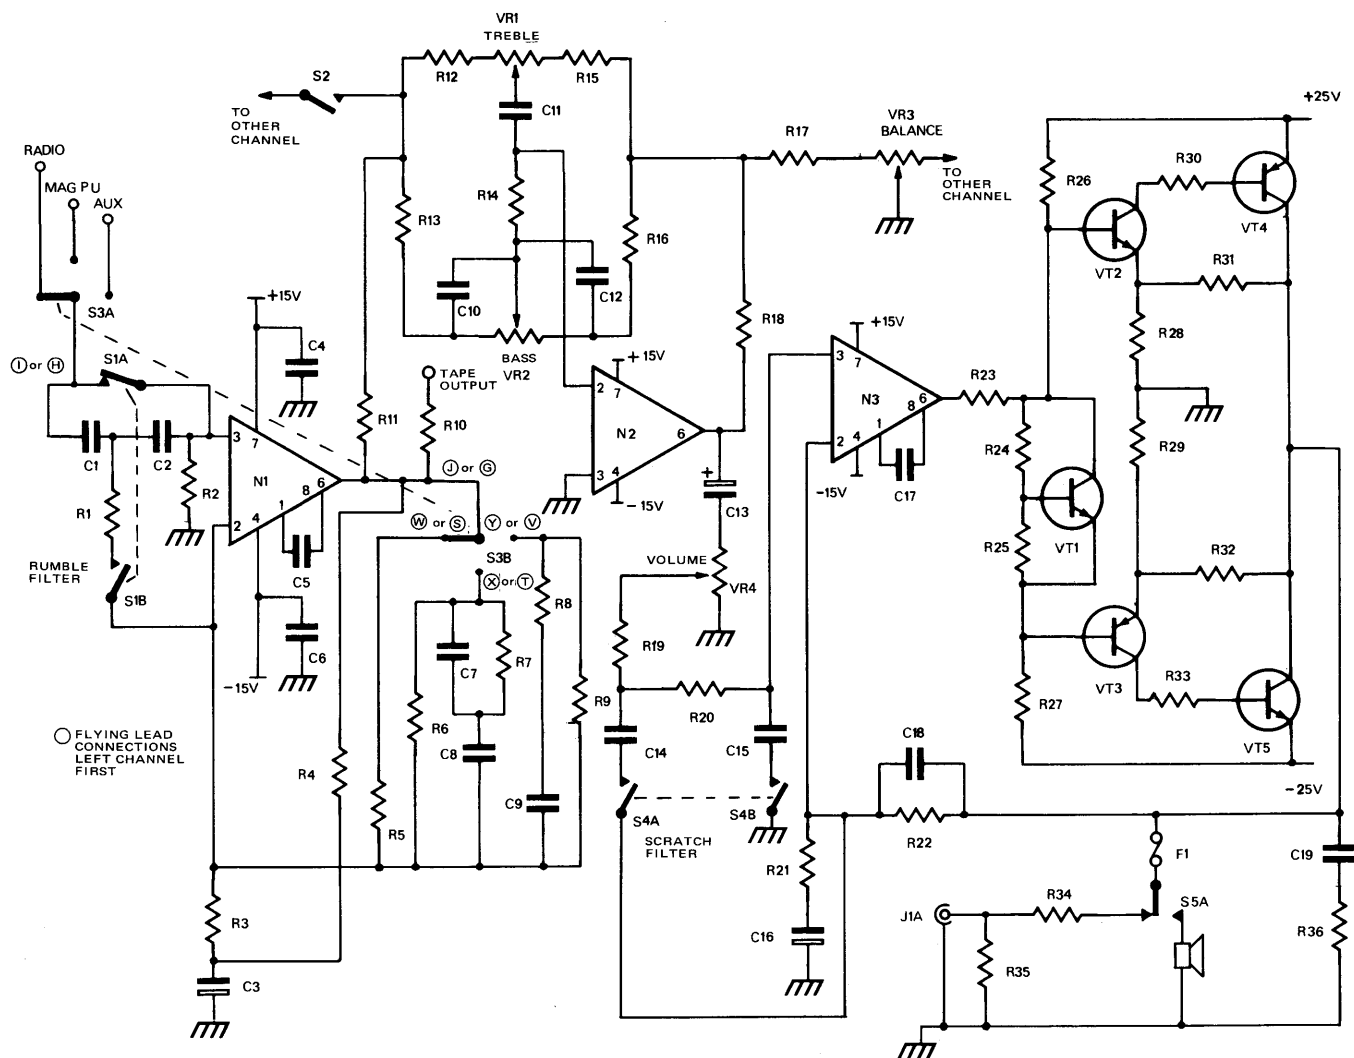 VR1
TREBLE
R12
R15
S2
TO
OTHER
CHANNEL
C11
R17
VR3
BALANCE
TO
OTHER
CHANNEL
+25V
RADIO
MAG PU
AUX
S3A
R13
R14
R16
C10
C12
R26
R30
VT2
VT4
R31
+15V
C4
S1A
I or H
BASS
VR2
TAPE
OUTPUT
R18
+15V
R28
R11
R10
+15V
2
7
N2
6
3
4
-15V
3
7
N3
8
6
1
2
4
-15V
C17
R23
R24
R29
C1
C2
R2
3
7
N1
8
6
1
2
4
J or G
+
C13
R1
W or S
Y or V
S3B
X or T
C5
VT1
R25
R32
RUMBLE
FILTER
S1B
VOLUME
VR4
R8
C6
-15V
C7
R7
R19
R6
R9
R20
VT3
R33
R27
VT5
C8
C14
C15
C18
FLYING LEAD
CONNECTIONS
LEFT CHANNEL
FIRST
R4
R5
C9
S4A
SCRATCH
FILTER
S4B
R22
-25V
R21
F1
C19
R3
C16
J1A
R34
S5A
R36
C3
R35